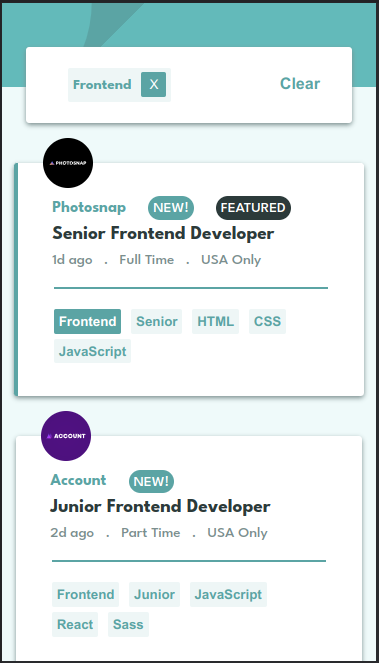 Frontend X Clear
PHOTOSNAP
Photosnap NEW! FEATURED
Senior Frontend Developer
1d ago . Full Time . USA Only
Frontend Senior HTML CSS
JavaScript
ACCOUNT
Account NEW!
Junior Frontend Developer
2d ago . Part Time . USA Only
Frontend Junior JavaScript
React Sass